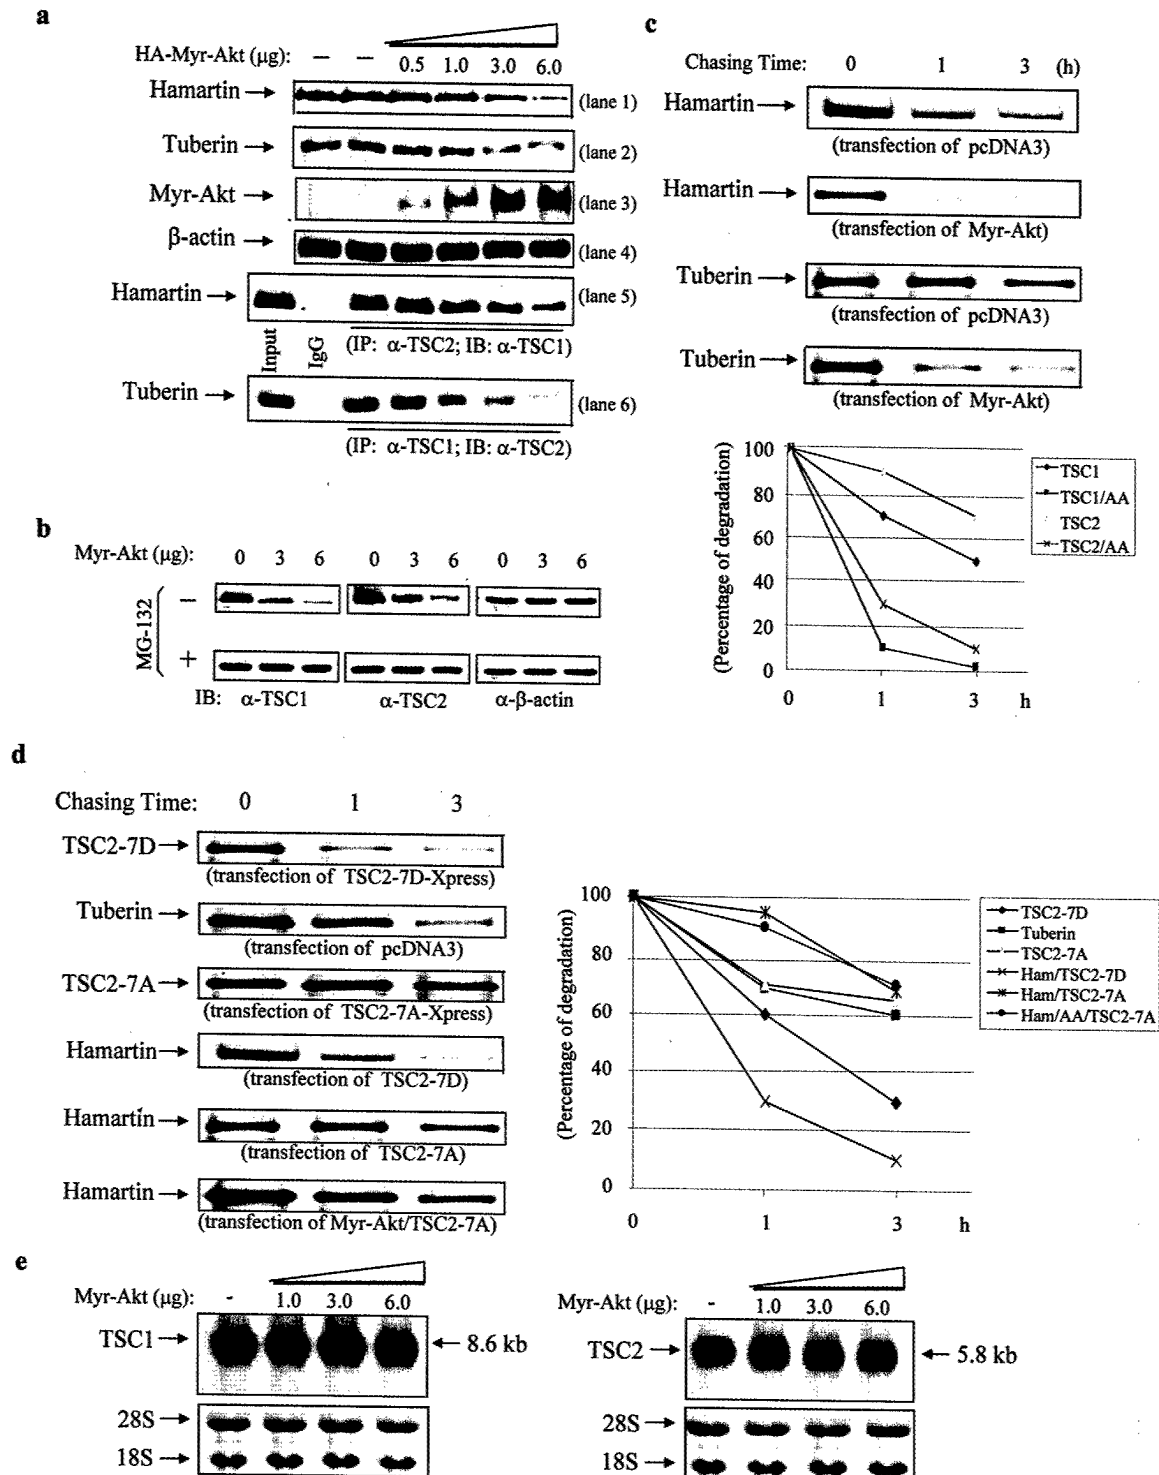 a
HA-Myr-Akt (μg): – – 0.5 1.0 3.0 6.0
Hamartin (lane 1)
Tuberin (lane 2)
Myr-Akt (lane 3)
β-actin (lane 4)
Hamartin (lane 5)
Input IgG (IP: α-TSC2; IB: α-TSC1)
Tuberin (lane 6)
(IP: α-TSC1; IB: α-TSC2)
b
Myr-Akt (μg): 0 3 6 0 3 6 0 3 6
MG-132
–
+
IB: α-TSC1 α-TSC2 α-β-actin
c
Chasing Time: 0 1 3 (h)
Hamartin
(transfection of pcDNA3)
Hamartin
(transfection of Myr-Akt)
Tuberin
(transfection of pcDNA3)
Tuberin
(transfection of Myr-Akt)
(Percentage of degradation)
100
80
60
40
20
0
0 1 3 h
TSC1
TSC1/AA
TSC2
TSC2/AA
d
Chasing Time: 0 1 3
TSC2-7D
(transfection of TSC2-7D-Xpress)
Tuberin
(transfection of pcDNA3)
TSC2-7A
(transfection of TSC2-7A-Xpress)
Hamartin
(transfection of TSC2-7D)
Hamartin
(transfection of TSC2-7A)
Hamartin
(transfection of Myr-Akt/TSC2-7A)
(Percentage of degradation)
100
80
60
40
20
0
0 1 3 h
TSC2-7D
Tuberin
TSC2-7A
Ham/TSC2-7D
Ham/TSC2-7A
Ham/AA/TSC2-7A
e
Myr-Akt (μg): - 1.0 3.0 6.0
TSC1 8.6 kb
28S
18S
Myr-Akt (μg): - 1.0 3.0 6.0
TSC2 5.8 kb
28S
18S